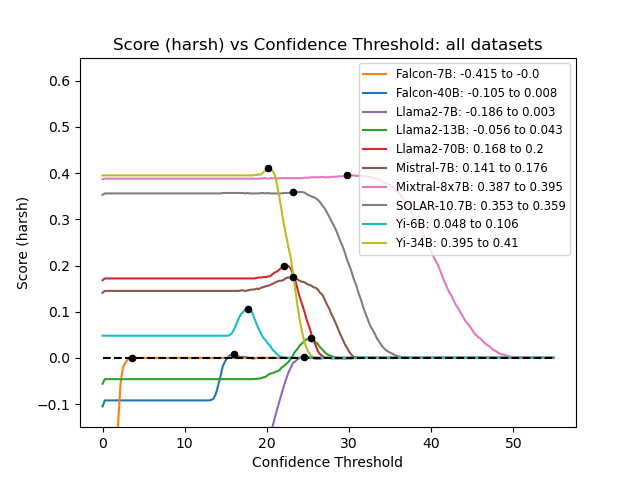 Score (harsh) vs Confidence Threshold: all datasets
Score (harsh)
0.6
0.5
0.4
0.3
0.2
0.1
0.0
−0.1
Falcon-7B: -0.415 to -0.0
Falcon-40B: -0.105 to 0.008
Llama2-7B: -0.186 to 0.003
Llama2-13B: -0.056 to 0.043
Llama2-70B: 0.168 to 0.2
Mistral-7B: 0.141 to 0.176
Mixtral-8x7B: 0.387 to 0.395
SOLAR-10.7B: 0.353 to 0.359
Yi-6B: 0.048 to 0.106
Yi-34B: 0.395 to 0.41
0 10 20 30 40 50
Confidence Threshold